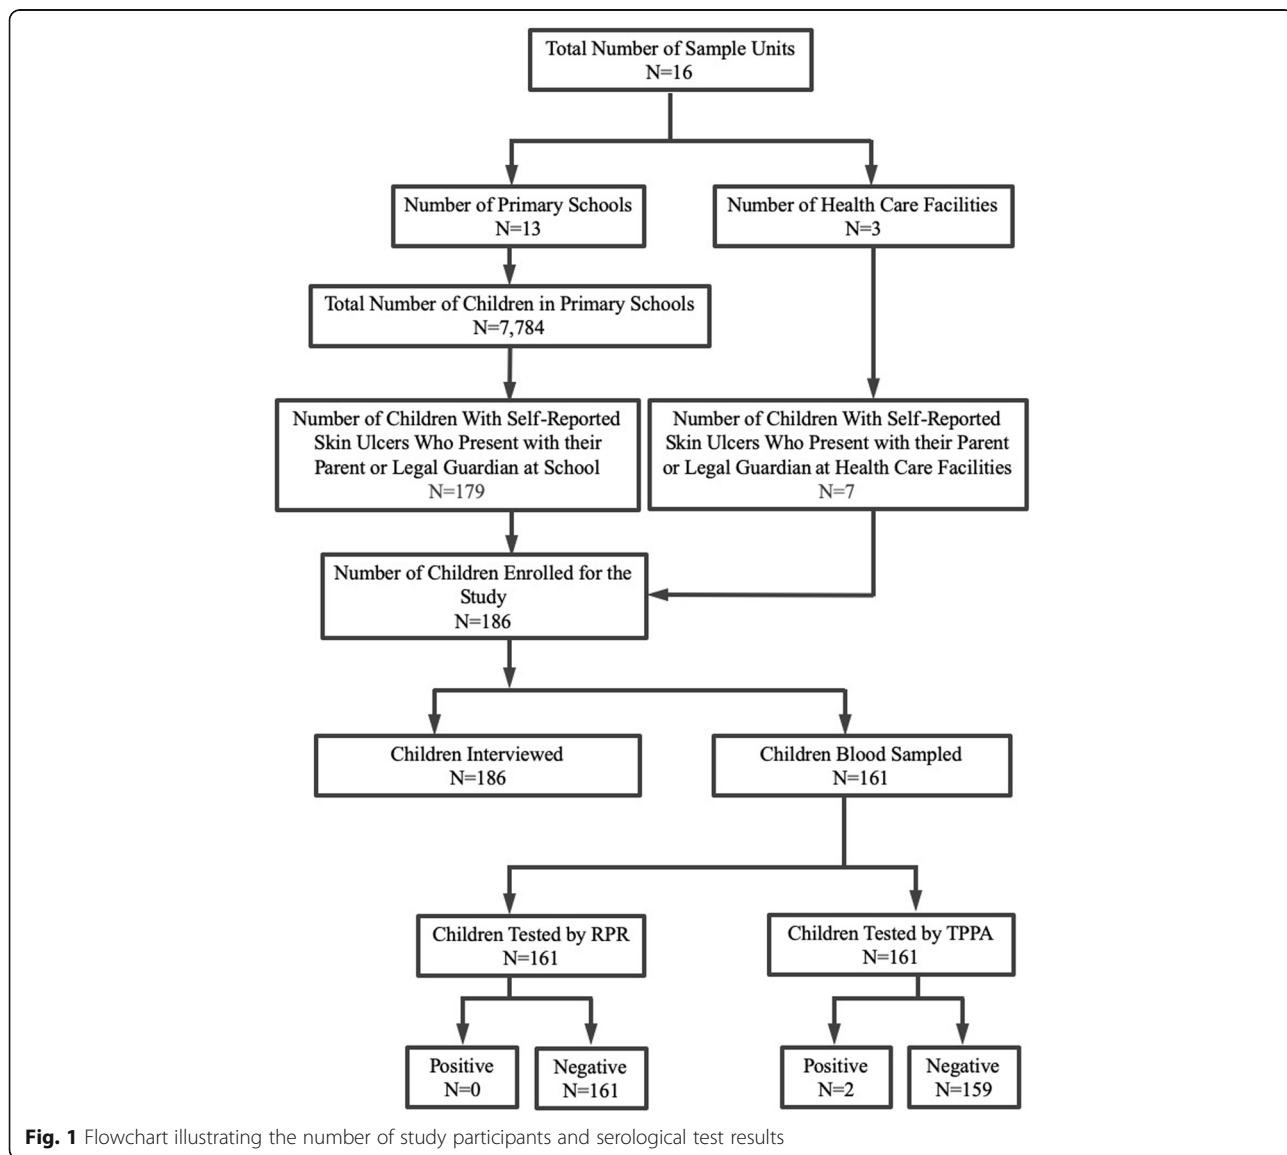 Total Number of Sample Units
N=16
Number of Primary Schools
N=13
Number of Health Care Facilities
N=3
Total Number of Children in Primary Schools
N=7,784
Number of Children With Self-Reported
Skin Ulcers Who Present with their
Parent or Legal Guardian at School
N=179
Number of Children With Self-Reported
Skin Ulcers Who Present with their Parent
or Legal Guardian at Health Care Facilities
N=7
Number of Children Enrolled for the
Study
N=186
Children Interviewed
N=186
Children Blood Sampled
N=161
Children Tested by RPR
N=161
Children Tested by TPPA
N=161
Positive
N=0
Negative
N=161
Positive
N=2
Negative
N=159
Fig. 1 Flowchart illustrating the number of study participants and serological test results